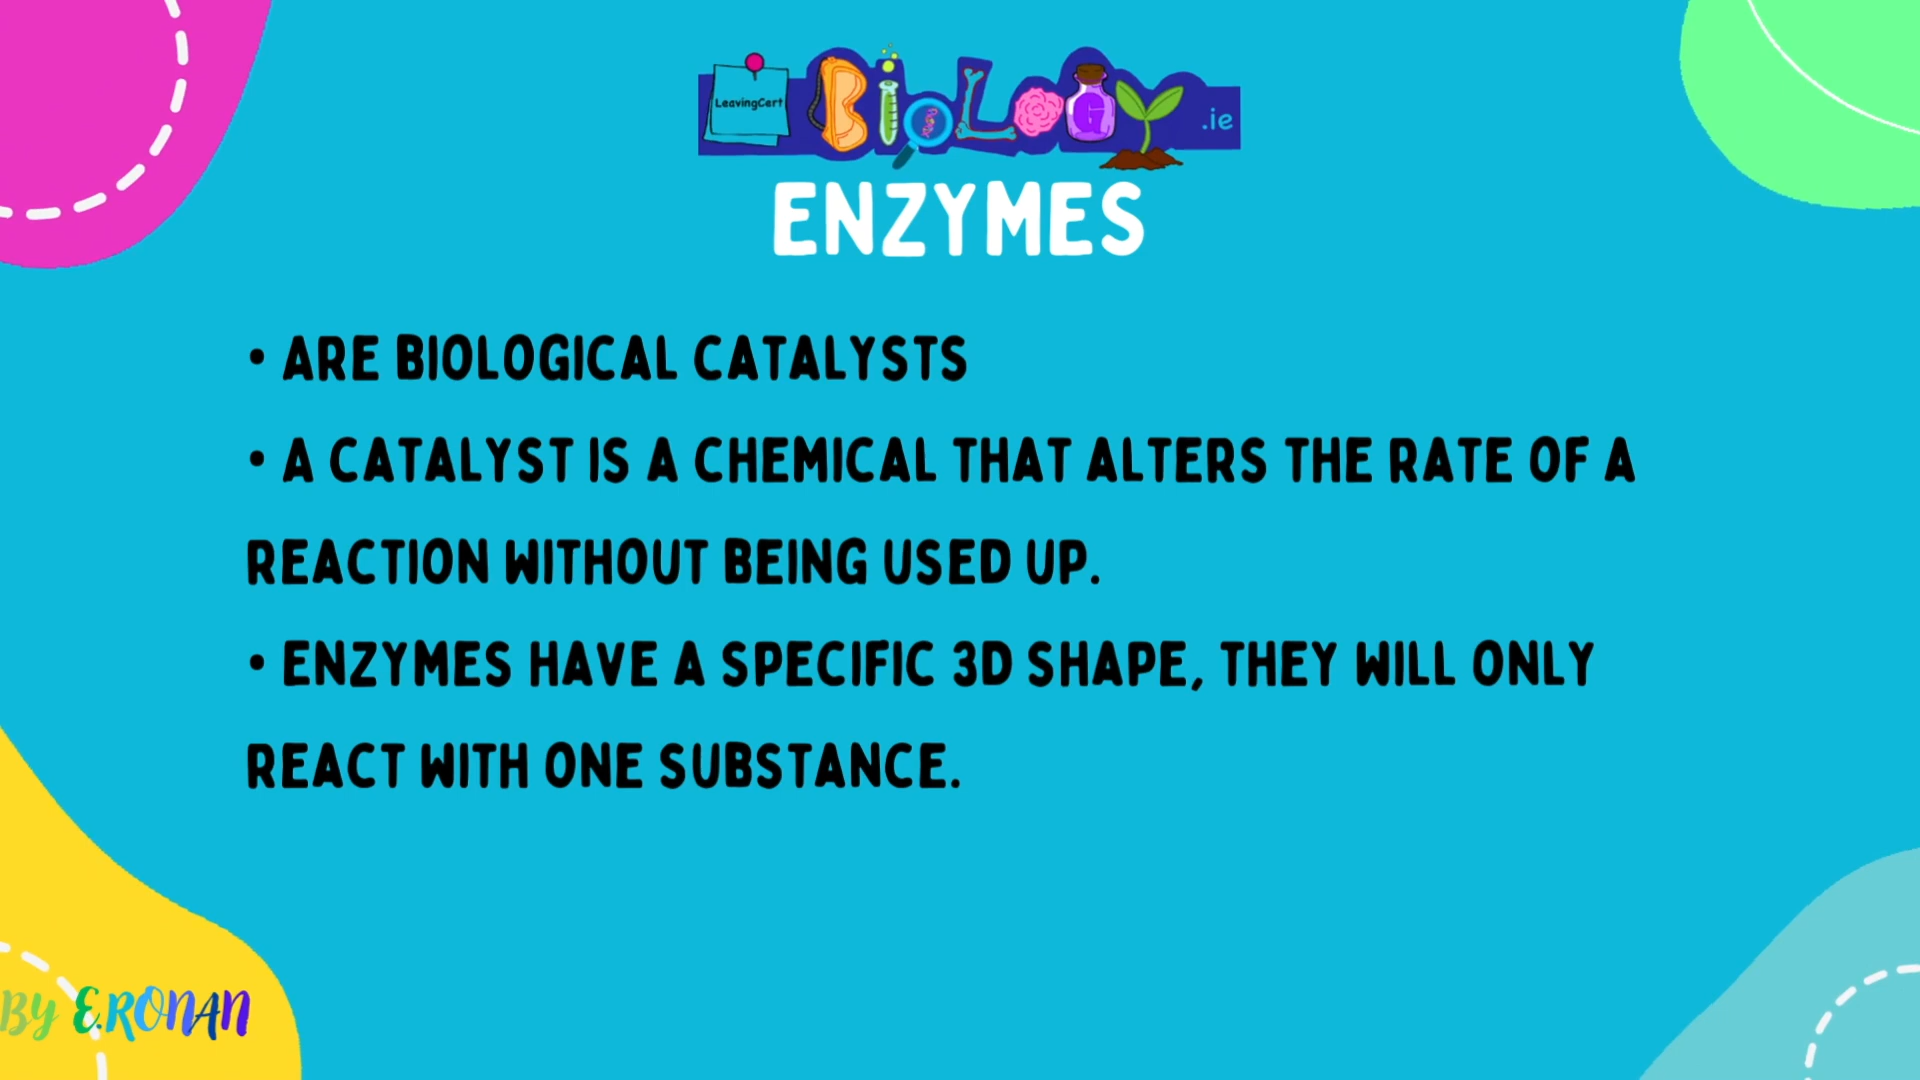 LeavingCert BioLOGY .ie
ENZYMES
• ARE BIOLOGICAL CATALYSTS
• A CATALYST IS A CHEMICAL THAT ALTERS THE RATE OF A
REACTION WITHOUT BEING USED UP.
• ENZYMES HAVE A SPECIFIC 3D SHAPE, THEY WILL ONLY
REACT WITH ONE SUBSTANCE.
By E.RONAN